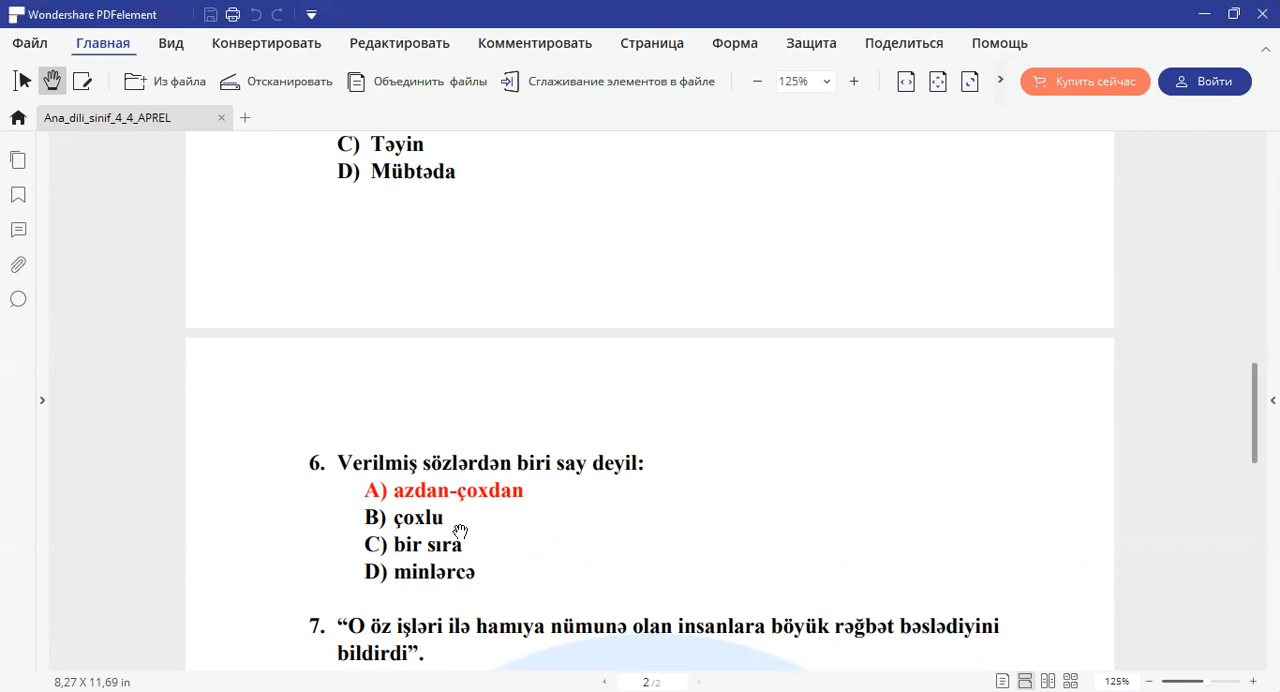 Wondershare PDFelement
Файл Главная Вид Конвертировать Редактировать Комментировать Страница Форма Защита Поделиться Помощь
Из файла Отсканировать Объединить файлы Сглаживание элементов в файле 125% Купить сейчас Войти
Ana_dili_sinif_4_4_APREL
C) Təyin
D) Mübtəda
6. Verilmiş sözlərdən biri say deyil:
A) azdan-çoxdan
B) çoxlu
C) bir sıra
D) minlərcə
7. “O öz işləri ilə hamıya nümunə olan insanlara böyük rəğbət bəslədiyini
bildirdi”.
8,27 X 11,69 in 2/2 125%